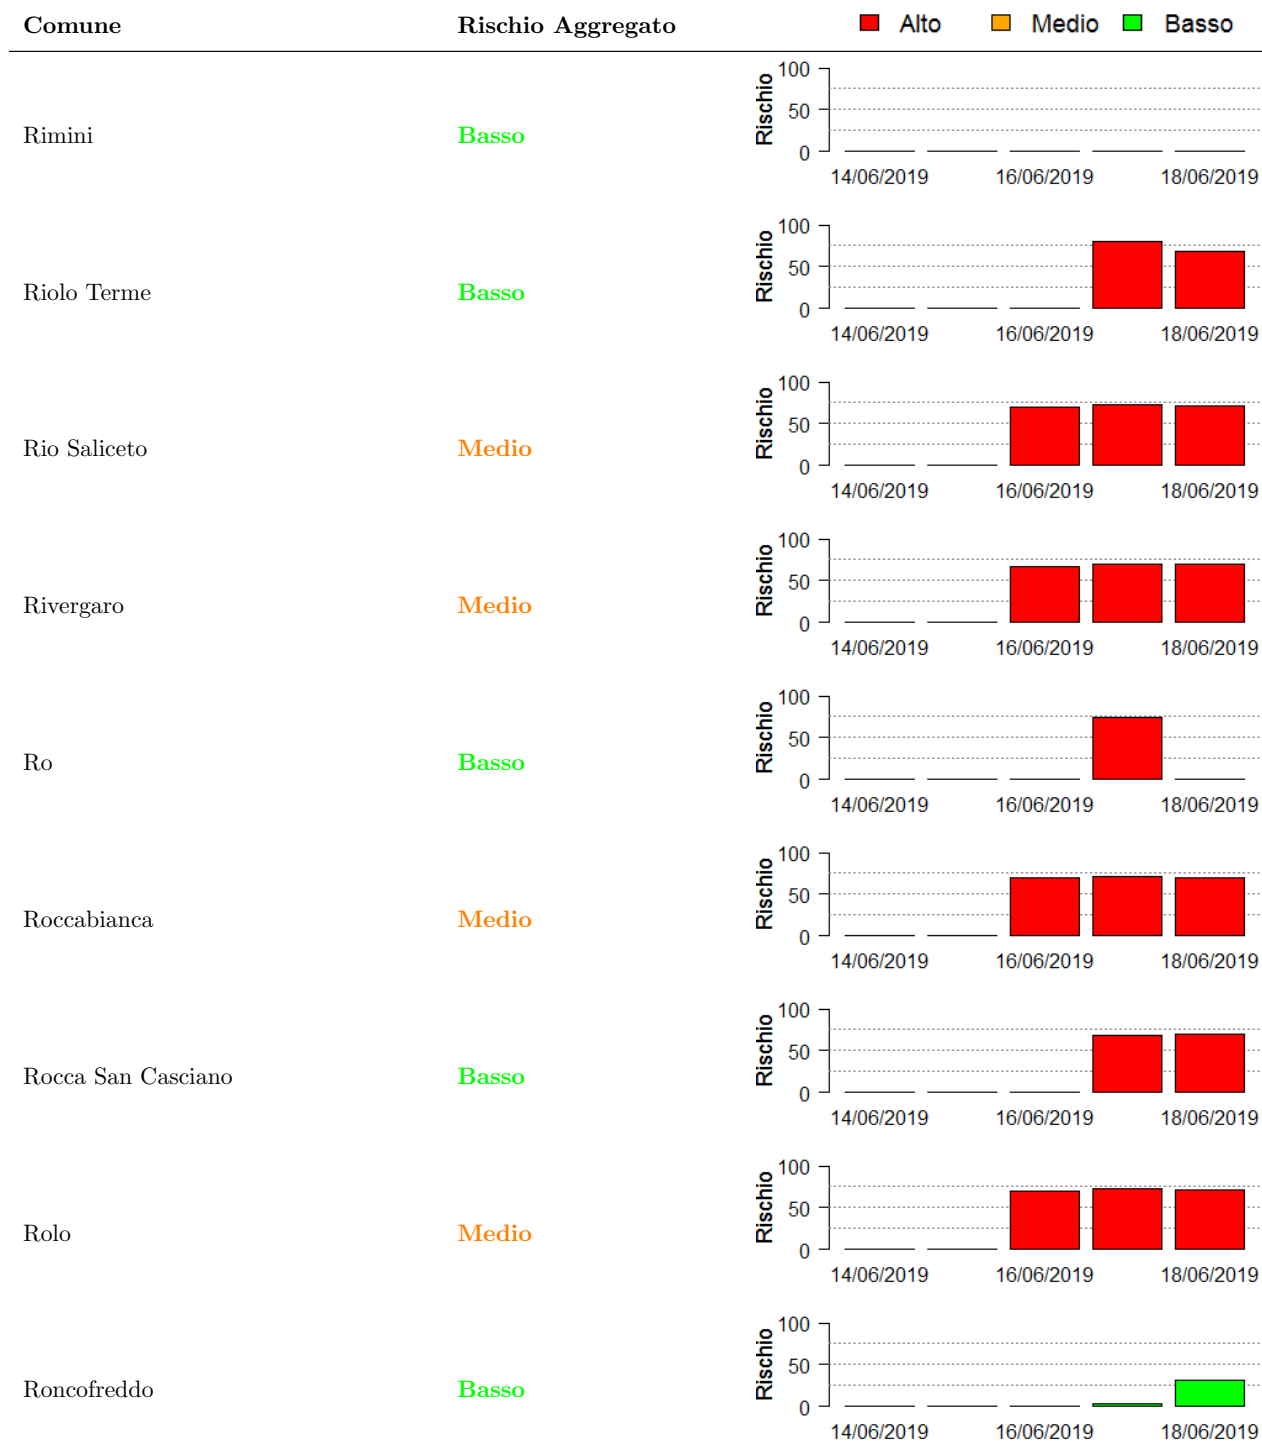 Comune Rischio Aggregato Alto Medio Basso
Rimini Basso
Rischio
100
50
0
14/06/2019 16/06/2019 18/06/2019
Riolo Terme Basso
Rischio
100
50
0
14/06/2019 16/06/2019 18/06/2019
Rio Saliceto Medio
Rischio
100
50
0
14/06/2019 16/06/2019 18/06/2019
Rivergaro Medio
Rischio
100
50
0
14/06/2019 16/06/2019 18/06/2019
Ro Basso
Rischio
100
50
0
14/06/2019 16/06/2019 18/06/2019
Roccabianca Medio
Rischio
100
50
0
14/06/2019 16/06/2019 18/06/2019
Rocca San Casciano Basso
Rischio
100
50
0
14/06/2019 16/06/2019 18/06/2019
Rolo Medio
Rischio
100
50
0
14/06/2019 16/06/2019 18/06/2019
Roncofreddo Basso
Rischio
100
50
0
14/06/2019 16/06/2019 18/06/2019